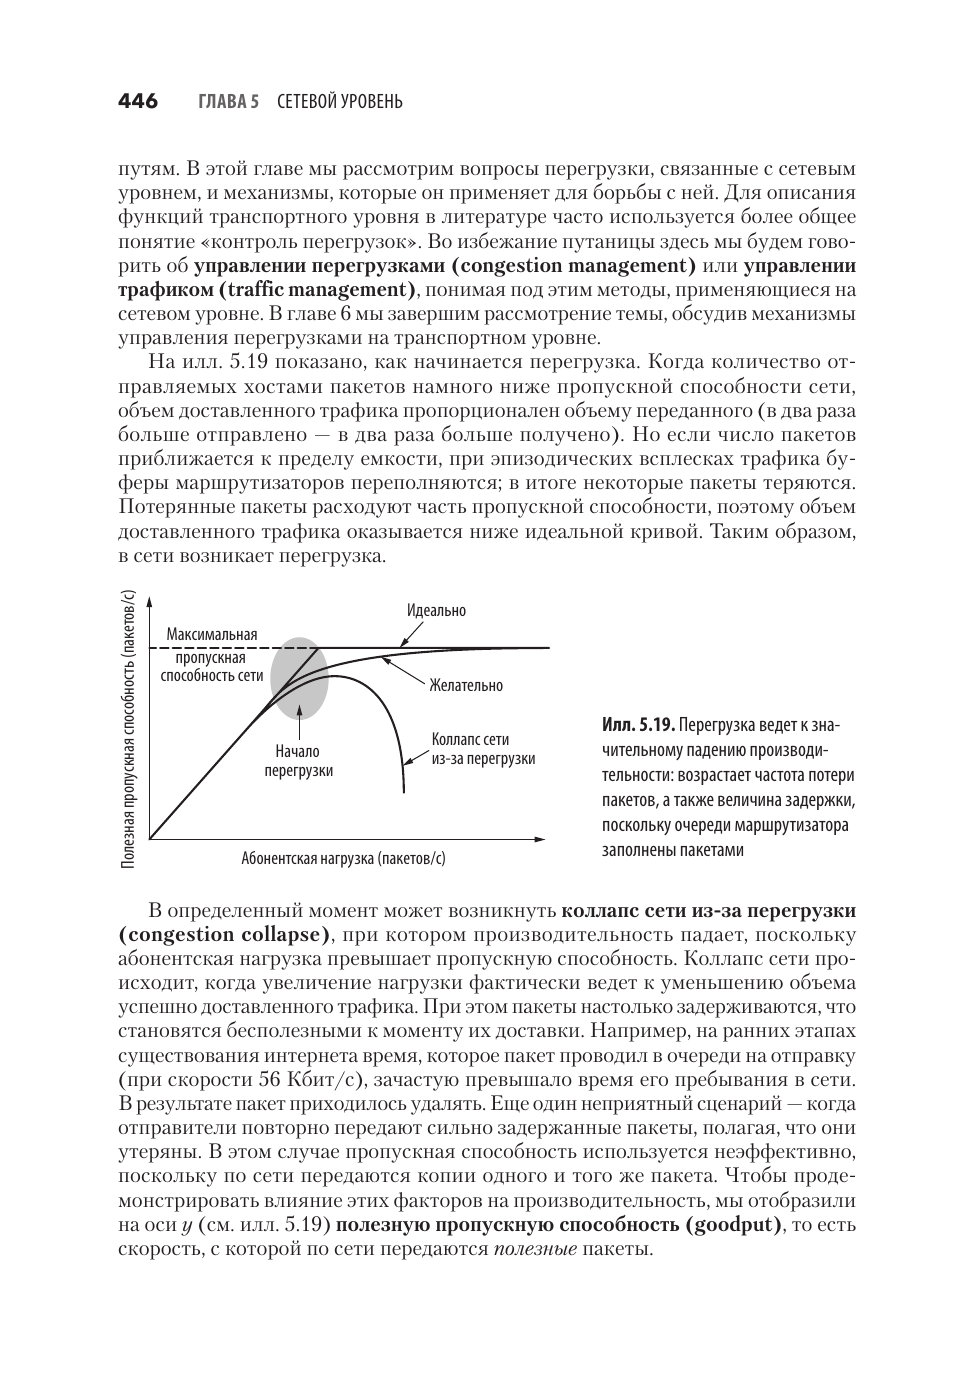 446 ГЛАВА 5 СЕТЕВОЙ УРОВЕНЬ
путям. В этой главе мы рассмотрим вопросы перегрузки, связанные с сетевым
уровнем, и механизмы, которые он применяет для борьбы с ней. Для описания
функций транспортного уровня в литературе часто используется более общее
понятие «контроль перегрузок». Во избежание путаницы здесь мы будем гово-
рить об управлении перегрузками (congestion management) или управлении
трафиком (traffic management), понимая под этим методы, применяющиеся на
сетевом уровне. В главе 6 мы завершим рассмотрение темы, обсудив механизмы
управления перегрузками на транспортном уровне.
На илл. 5.19 показано, как начинается перегрузка. Когда количество от-
правляемых хостами пакетов намного ниже пропускной способности сети,
объем доставленного трафика пропорционален объему переданного (в два раза
больше отправлено — в два раза больше получено). Но если число пакетов
приближается к пределу емкости, при эпизодических всплесках трафика бу-
феры маршрутизаторов переполняются; в итоге некоторые пакеты теряются.
Потерянные пакеты расходуют часть пропускной способности, поэтому объем
доставленного трафика оказывается ниже идеальной кривой. Таким образом,
в сети возникает перегрузка.
Полезная пропускная способность (пакетов/с)
Идеально
Максимальная
пропускная
способность сети
Желательно
Коллапс сети
из-за перегрузки
Начало
перегрузки
Абонентская нагрузка (пакетов/с)
Илл. 5.19. Перегрузка ведет к зна-
чительному падению производи-
тельности: возрастает частота потери
пакетов, а также величина задержки,
поскольку очереди маршрутизатора
заполнены пакетами
В определенный момент может возникнуть коллапс сети из-за перегрузки
(congestion collapse), при котором производительность падает, поскольку
абонентская нагрузка превышает пропускную способность. Коллапс сети про-
исходит, когда увеличение нагрузки фактически ведет к уменьшению объема
успешно доставленного трафика. При этом пакеты настолько задерживаются, что
становятся бесполезными к моменту их доставки. Например, на ранних этапах
существования интернета время, которое пакет проводил в очереди на отправку
(при скорости 56 Кбит/с), зачастую превышало время его пребывания в сети.
В результате пакет приходилось удалять. Еще один неприятный сценарий — когда
отправители повторно передают сильно задержанные пакеты, полагая, что они
утеряны. В этом случае пропускная способность используется неэффективно,
поскольку по сети передаются копии одного и того же пакета. Чтобы проде-
монстрировать влияние этих факторов на производительность, мы отобразили
на оси y (см. илл. 5.19) полезную пропускную способность (goodput), то есть
скорость, с которой по сети передаются полезные пакеты.